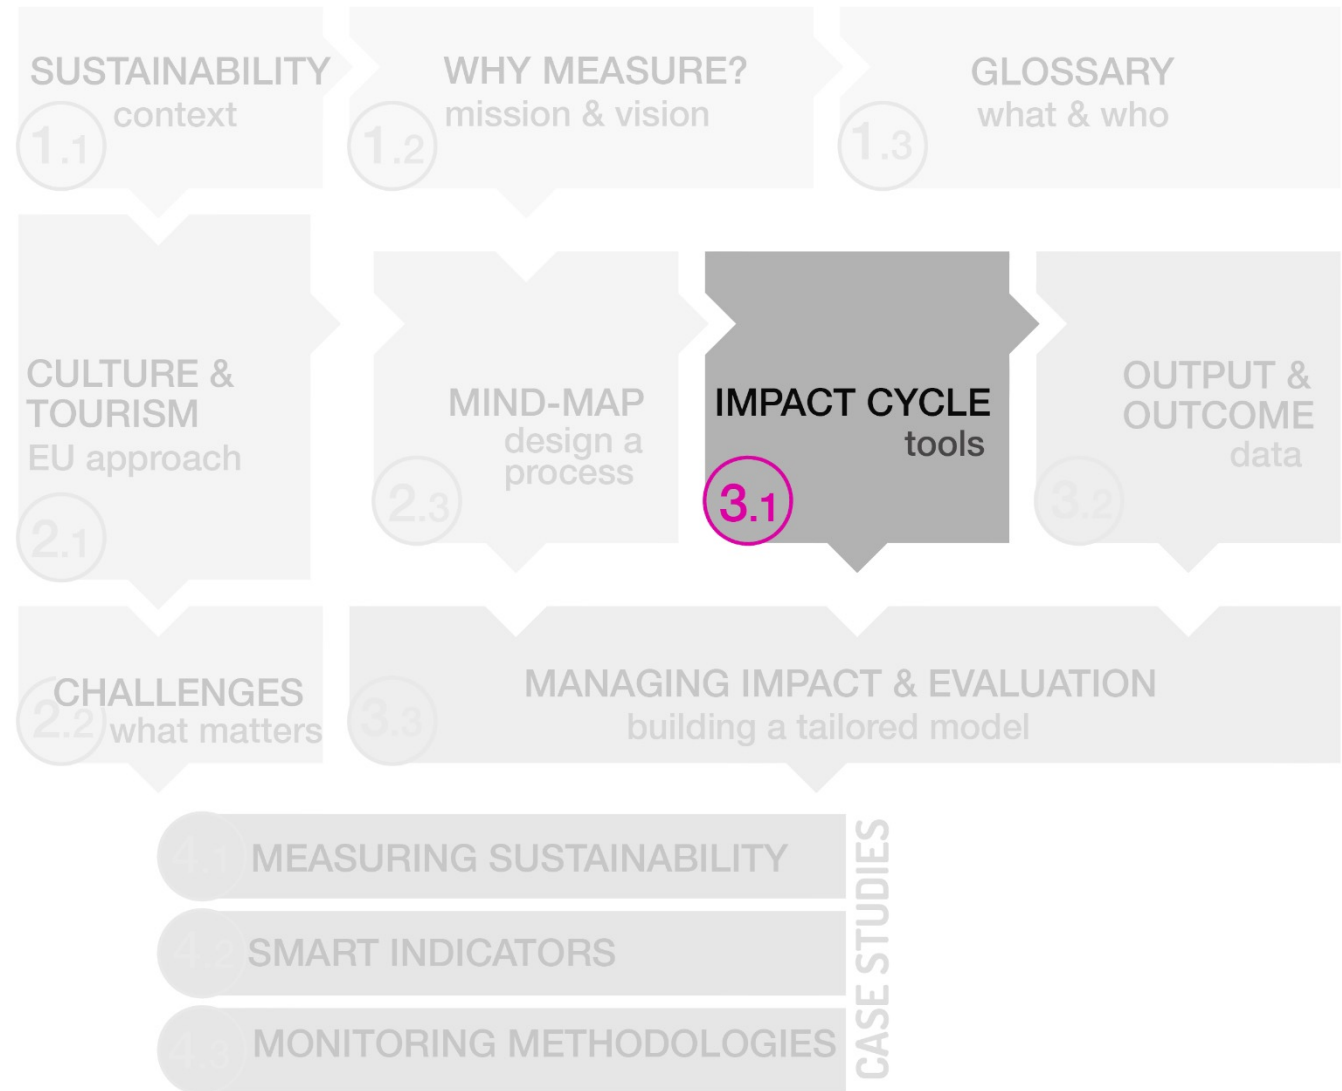 SUSTAINABILITY
context
1.1
WHY MEASURE?
mission & vision
1.2
GLOSSARY
what & who
1.3
CULTURE &
TOURISM
EU approach
2.1
MIND-MAP
design a
process
2.3
IMPACT CYCLE
tools
3.1
OUTPUT &
OUTCOME
data
3.2
CHALLENGES
what matters
2.2
MANAGING IMPACT & EVALUATION
building a tailored model
3.3
4.1 MEASURING SUSTAINABILITY
4.2 SMART INDICATORS
4.3 MONITORING METHODOLOGIES
CASE STUDIES